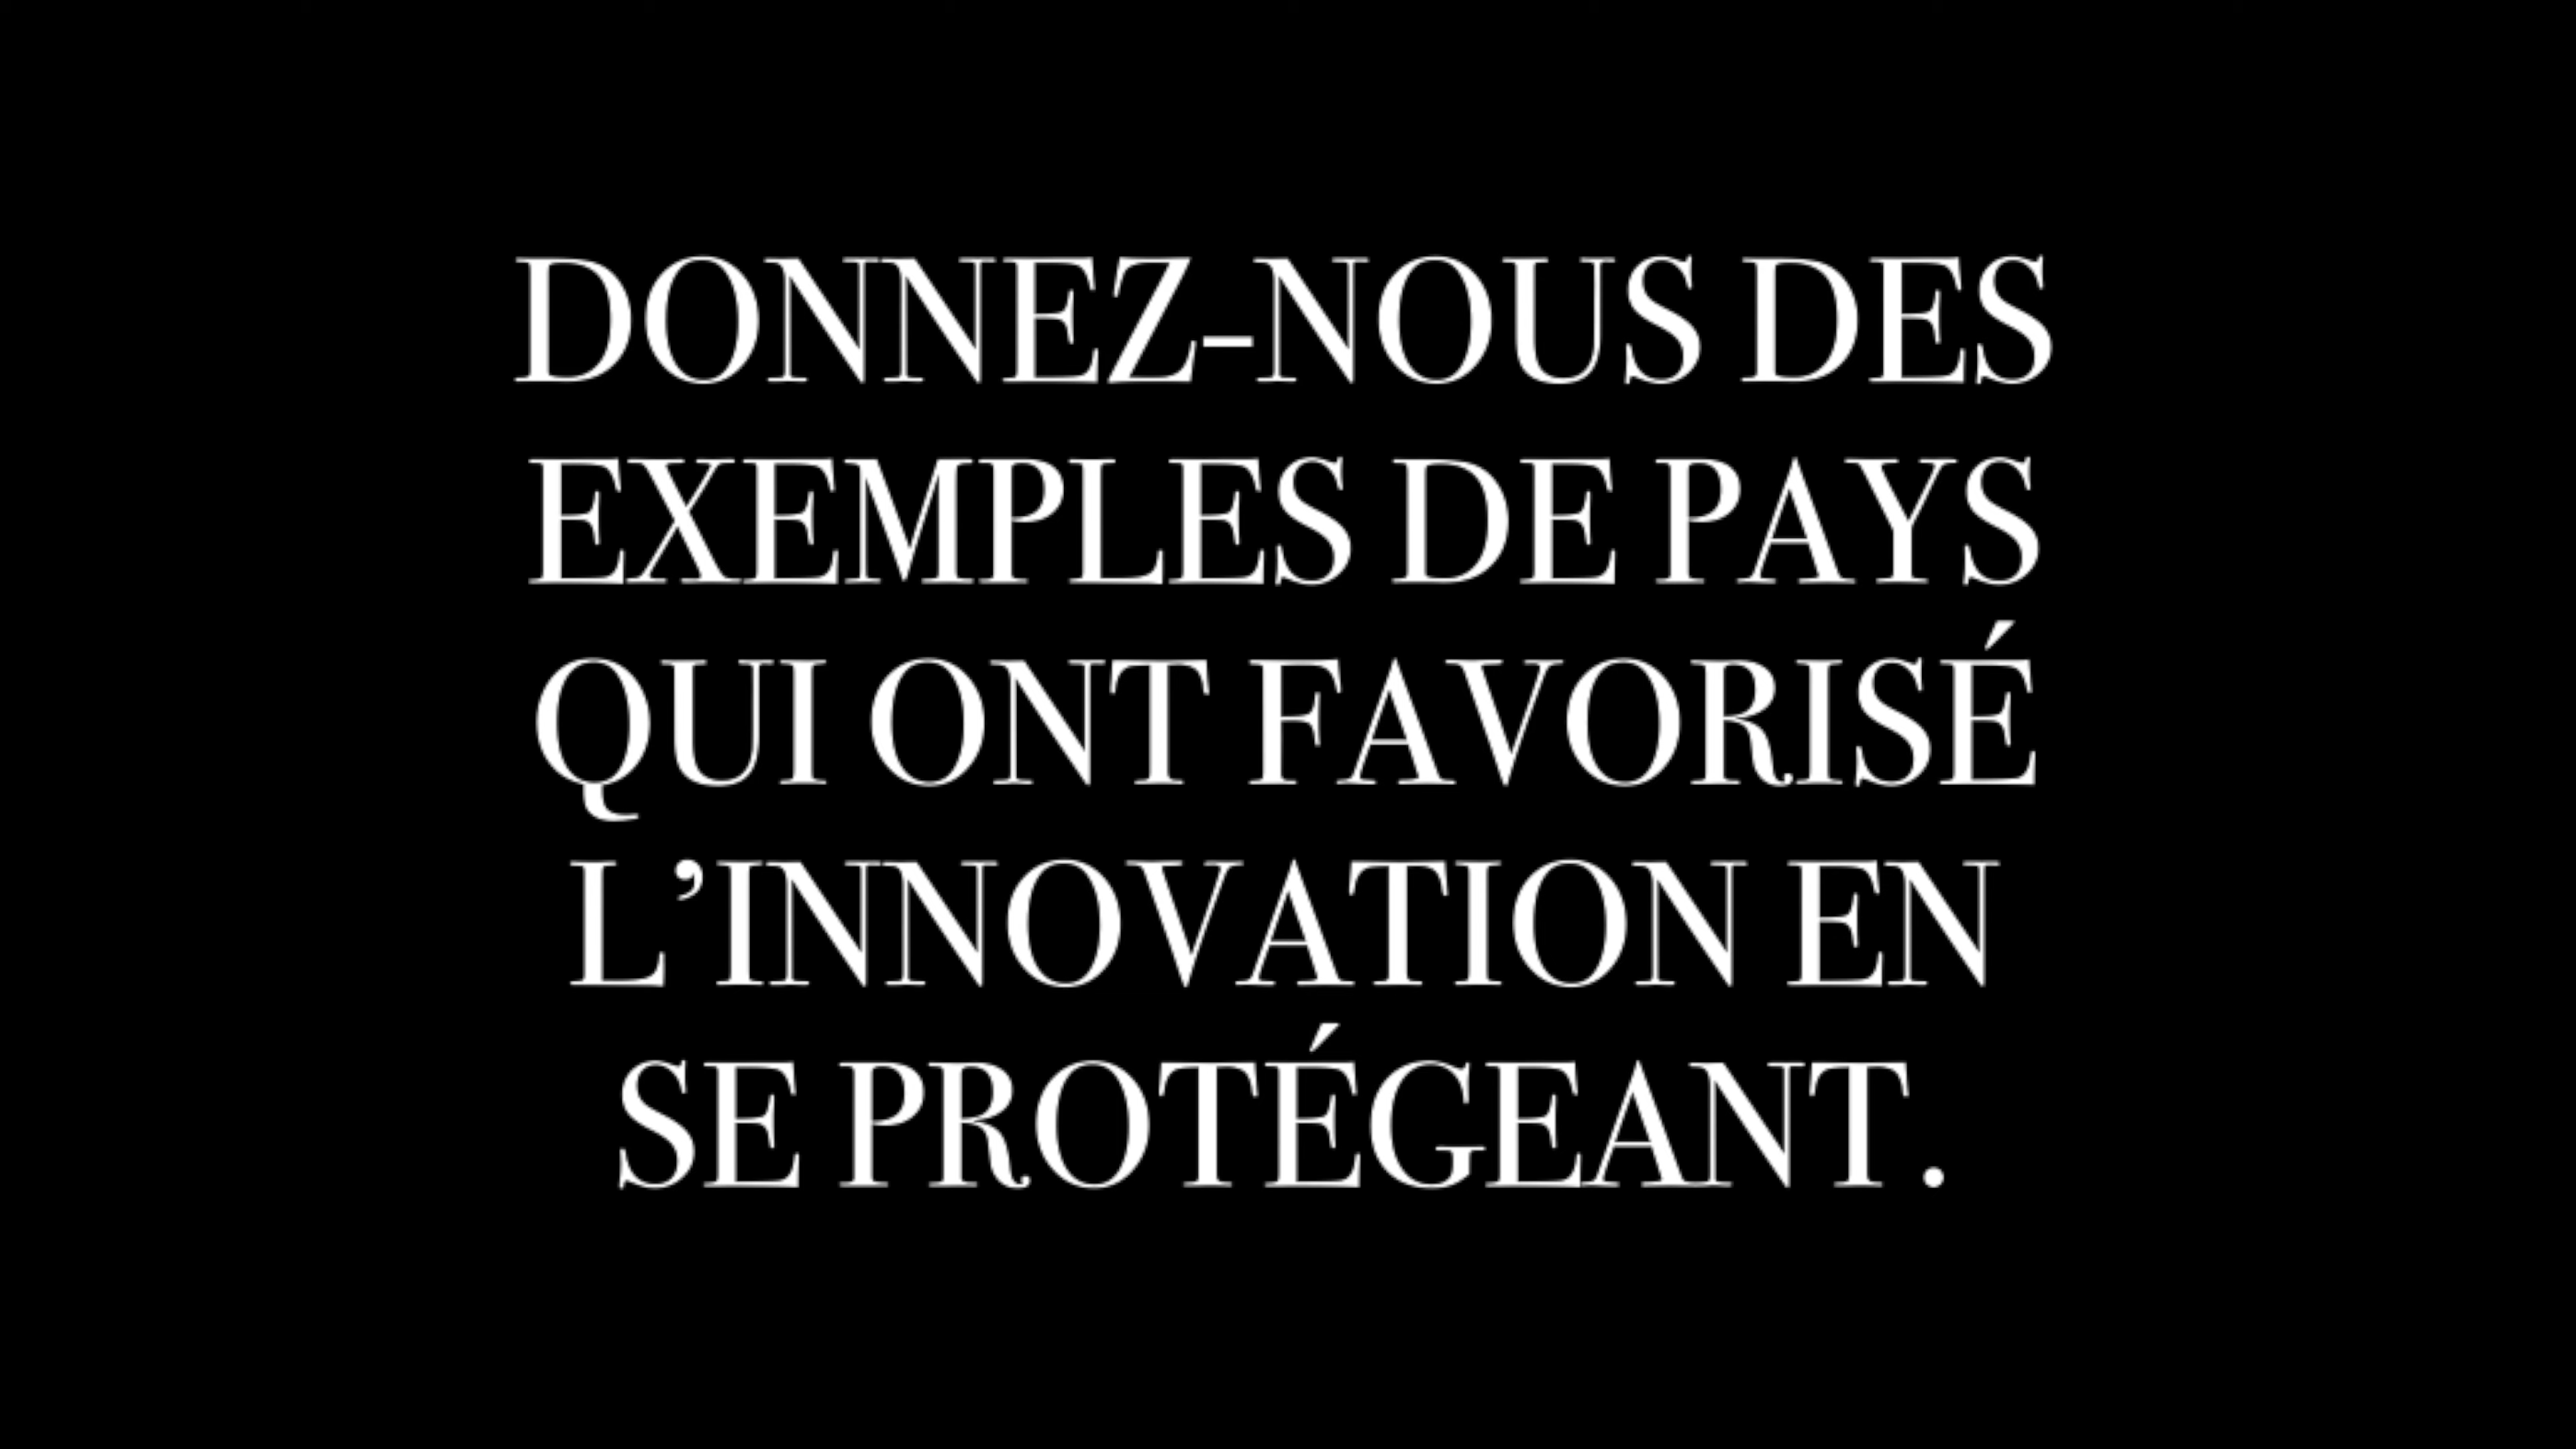 DONNEZ-NOUS DES
EXEMPLES DE PAYS
QUI ONT FAVORISÉ
L’INNOVATION EN
SE PROTÉGEANT.